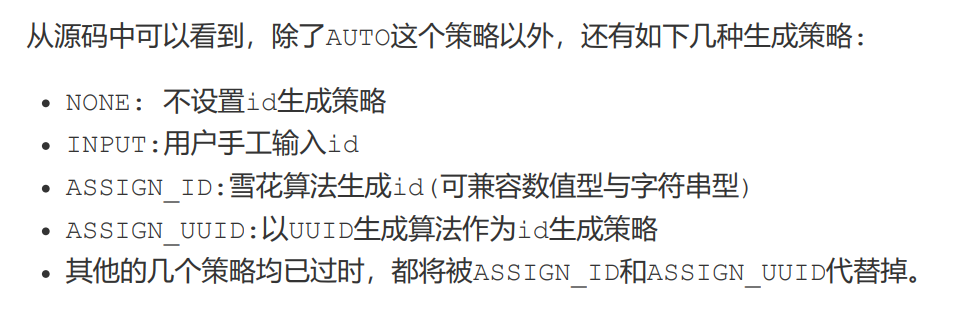 从源码中可以看到，除了AUTO这个策略以外，还有如下几种生成策略：
• NONE: 不设置id生成策略
• INPUT:用户手工输入id
• ASSIGN_ID:雪花算法生成id(可兼容数值型与字符串型)
• ASSIGN_UUID:以UUID生成算法作为id生成策略
• 其他的几个策略均已过时，都将被ASSIGN_ID和ASSIGN_UUID代替掉。